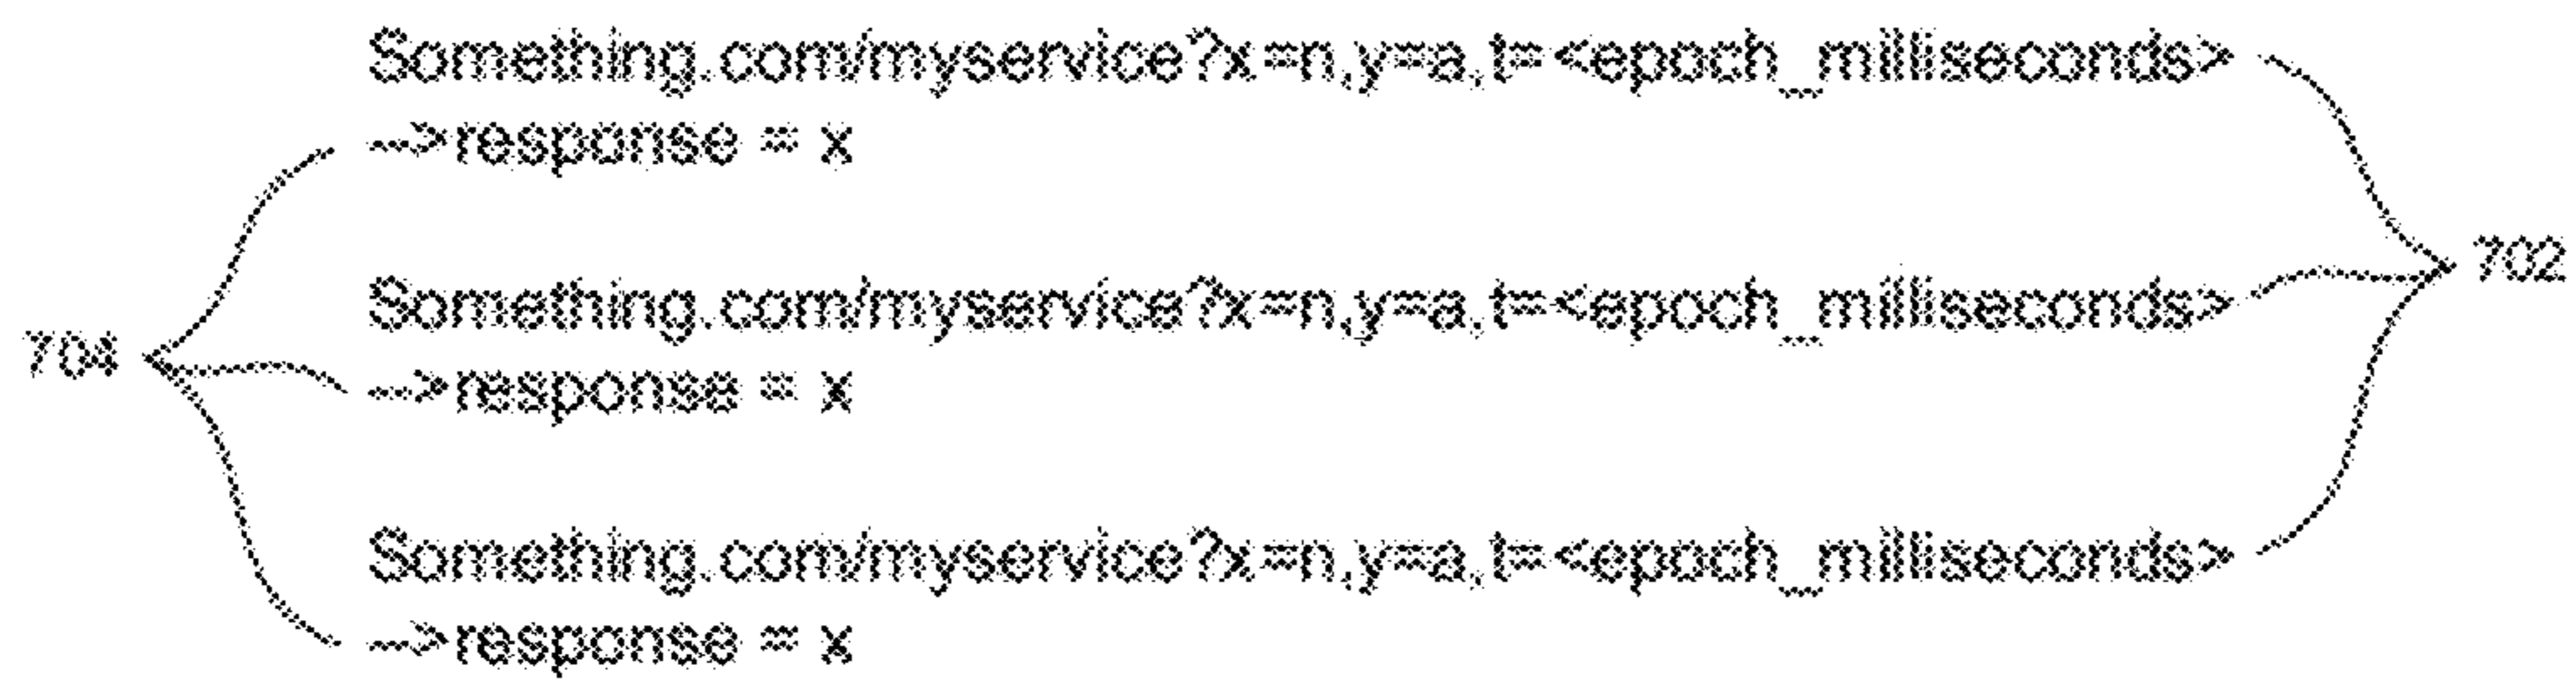 Something.com/myservice?x=n,y=a,t=<epoch_milliseconds>
-->response = x
702
Something.com/myservice?x=n,y=a,t=<epoch_milliseconds>
704
-->response = x
Something.com/myservice?x=n,y=a,t=<epoch_milliseconds>
-->response = x